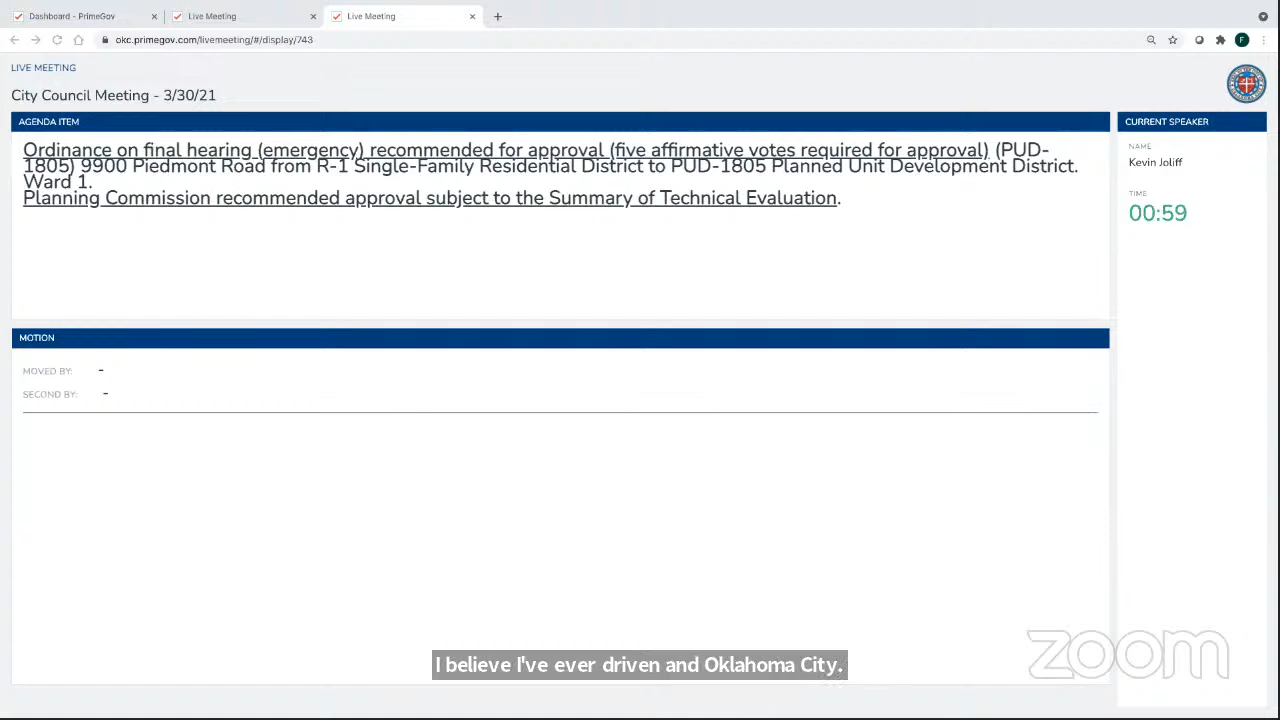 Dashboard - PrimeGov
Live Meeting
Live Meeting
okc.primegov.com/livemeeting/#/display/743
F
LIVE MEETING
City Council Meeting - 3/30/21
AGENDA ITEM
Ordinance on final hearing (emergency) recommended for approval (five affirmative votes required for approval) (PUD-
1805) 9900 Piedmont Road from R-1 Single-Family Residential District to PUD-1805 Planned Unit Development District.
Ward 1.
Planning Commission recommended approval subject to the Summary of Technical Evaluation.
CURRENT SPEAKER
NAME
Kevin Joliff
TIME
00:59
MOTION
MOVED BY: -
SECOND BY: -
I believe I've ever driven and Oklahoma City.
zoom